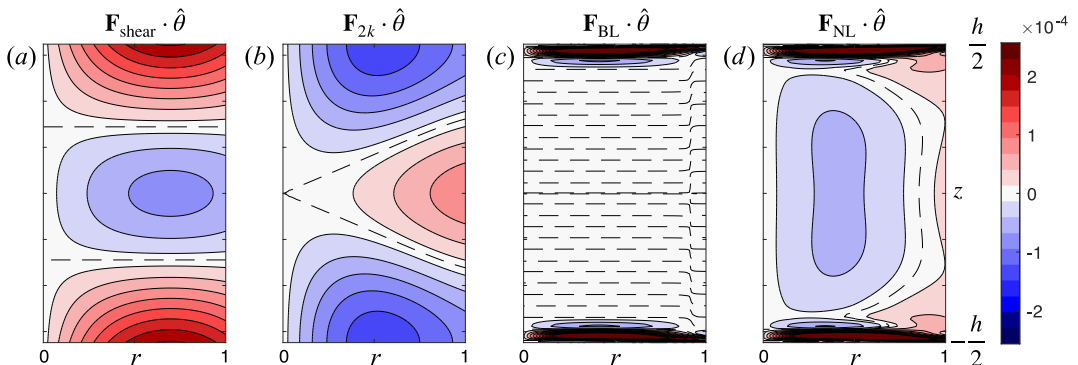 F_shear · θ̂ F_2k · θ̂ F_BL · θ̂ F_NL · θ̂
(a) (b) (c) (d) h/2 ×10⁻⁴
2
1
z 0
-1
-2
−h/2
0 r 1 0 r 1 0 r 1 0 r 1